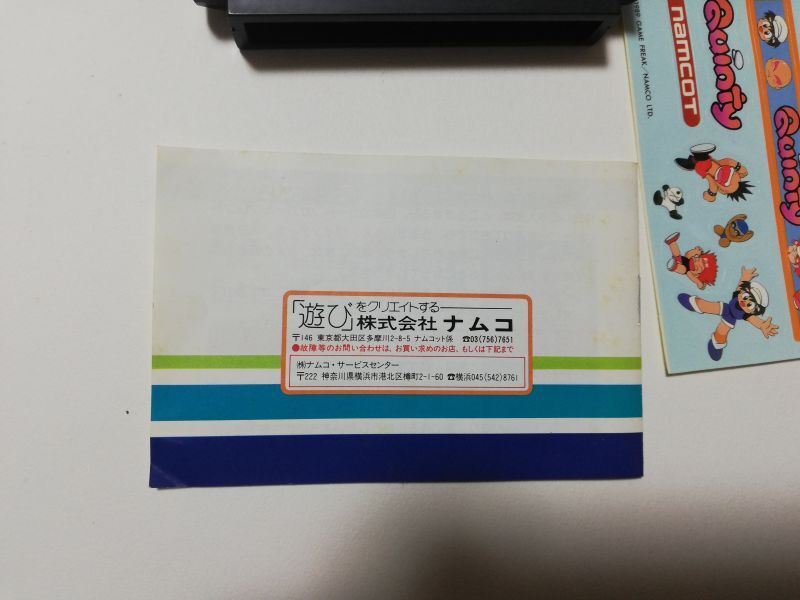 「遊び」をクリエイトする
株式会社 ナムコ
〒146 東京都大田区多摩川2-8-5 ナムコット係 ☎03(756)7651
●故障等のお問い合わせは、お買い求めのお店、もしくは下記まで
㈱ナムコ・サービスセンター
〒222 神奈川県横浜市港北区樽町2-1-60 ☎横浜045(542)8761
©1989 GAME FREAK/NAMCO LTD.
namcot
Quinty
Quinty